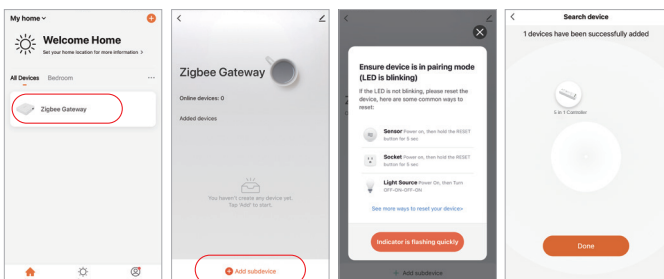 My home
Welcome Home
Set your home location for more information >
All Devices Bedroom ...
Zigbee Gateway
Zigbee Gateway
Online devices: 0
Added devices
You haven't create any device yet.
Tap 'Add' to start.
Add subdevice
Ensure device is in pairing mode
(LED is blinking)
If the LED is not blinking, please reset the
device, here are some common ways to
reset:
Sensor Power on, then hold the RESET
button for 5 sec
Socket Power on, then hold the RESET
button for 5 sec
Light Source Power On, then Turn
OFF-ON-OFF-ON
See more ways to reset your device>
Indicator is flashing quickly
+ Add subdevice
Search device
1 devices have been successfully added
5 in 1 Controller
Done